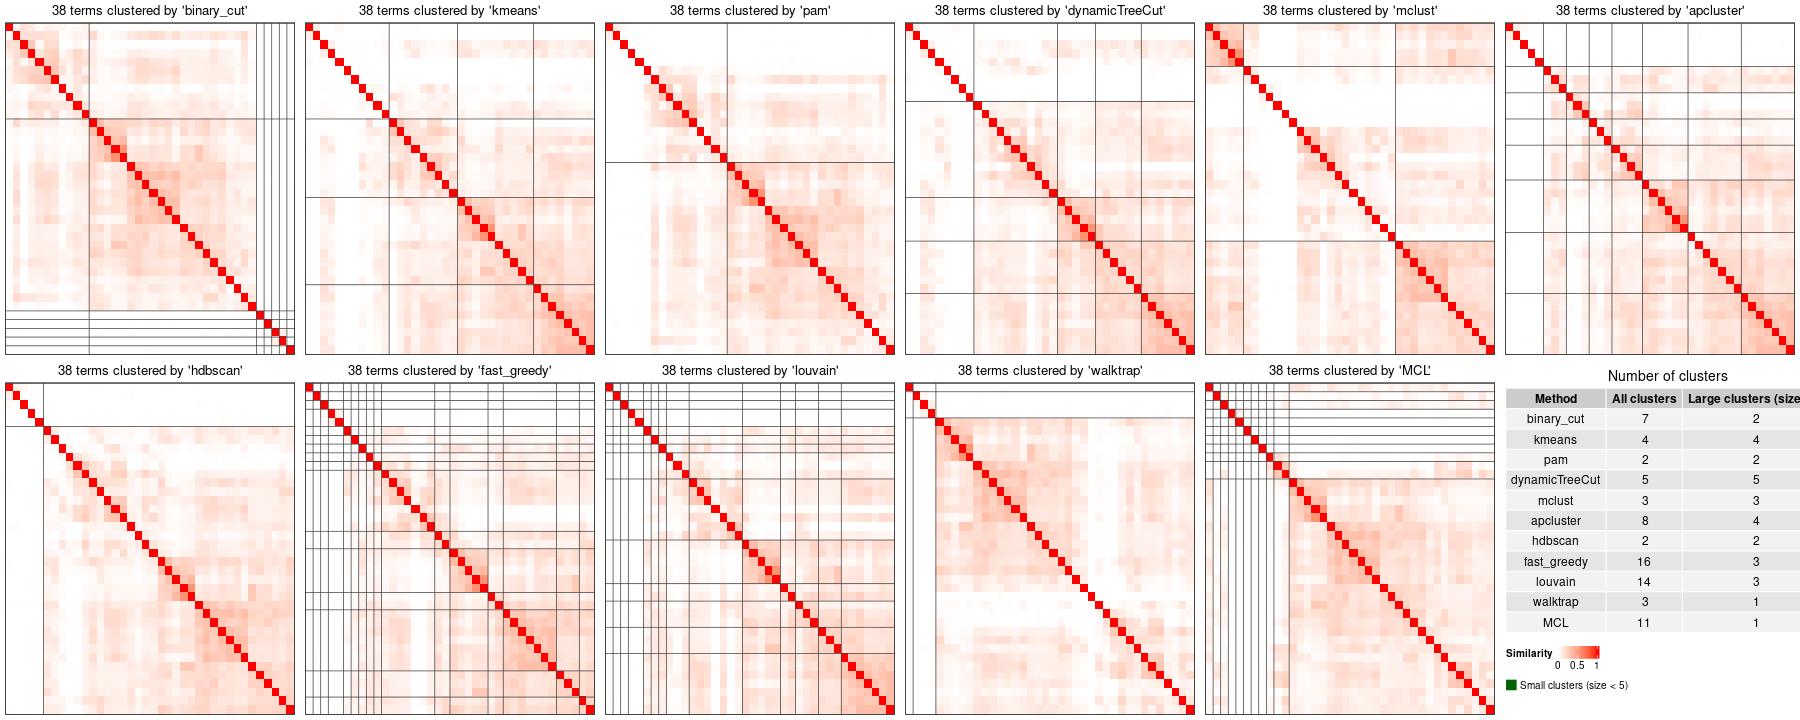 38 terms clustered by 'binary_cut'
38 terms clustered by 'kmeans'
38 terms clustered by 'pam'
38 terms clustered by 'dynamicTreeCut'
38 terms clustered by 'mclust'
38 terms clustered by 'apcluster'
38 terms clustered by 'hdbscan'
38 terms clustered by 'fast_greedy'
38 terms clustered by 'louvain'
38 terms clustered by 'walktrap'
38 terms clustered by 'MCL'
Number of clusters
Method All clusters Large clusters (size
binary_cut 7 2
kmeans 4 4
pam 2 2
dynamicTreeCut 5 5
mclust 3 3
apcluster 8 4
hdbscan 2 2
fast_greedy 16 3
louvain 14 3
walktrap 3 1
MCL 11 1
Similarity
0 0.5 1
Small clusters (size < 5)